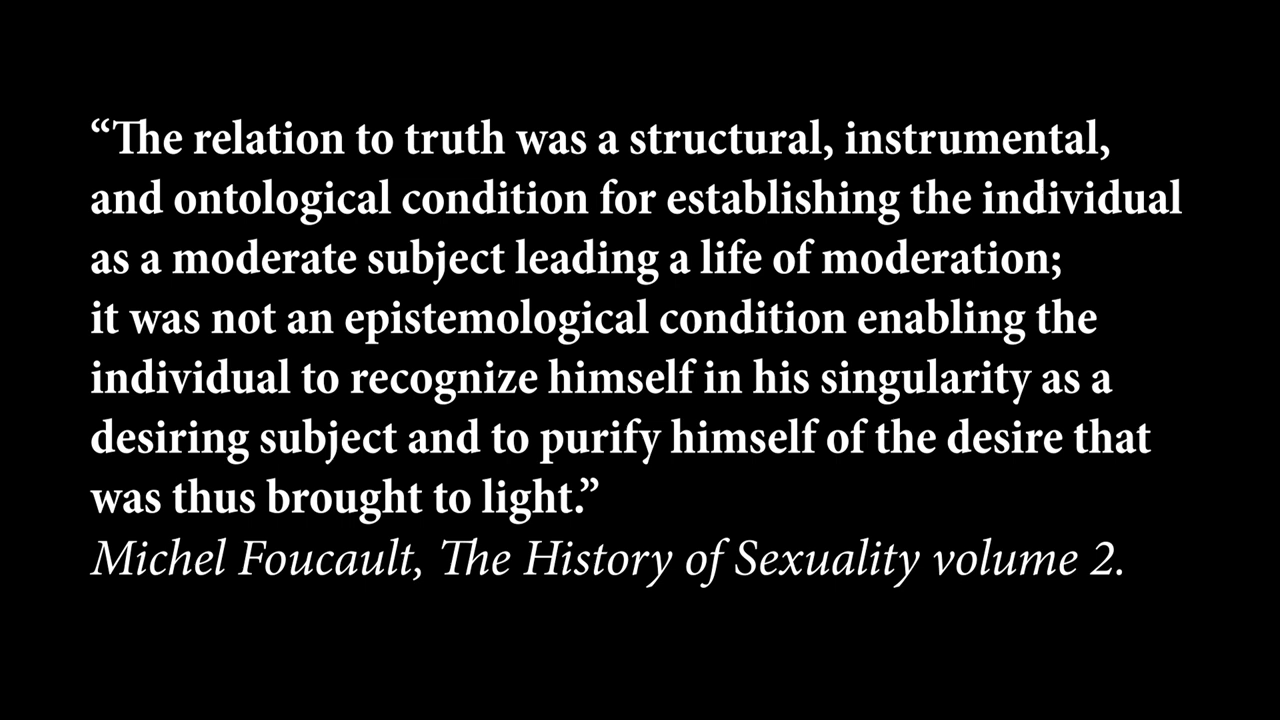 “The relation to truth was a structural, instrumental,
and ontological condition for establishing the individual
as a moderate subject leading a life of moderation;
it was not an epistemological condition enabling the
individual to recognize himself in his singularity as a
desiring subject and to purify himself of the desire that
was thus brought to light.”
Michel Foucault, The History of Sexuality volume 2.